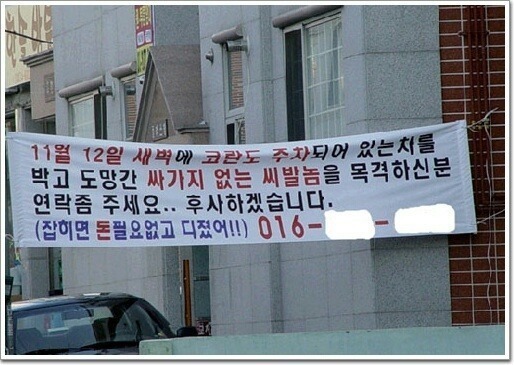 11월 12일 새벽에 코란도 주차되어 있는차를
박고 도망간 싸가지 없는 씨발놈을 목격하신분
연락좀 주세요.. 후사하겠습니다.
(잡히면 돈필요없고 디졌어!!) 016- -